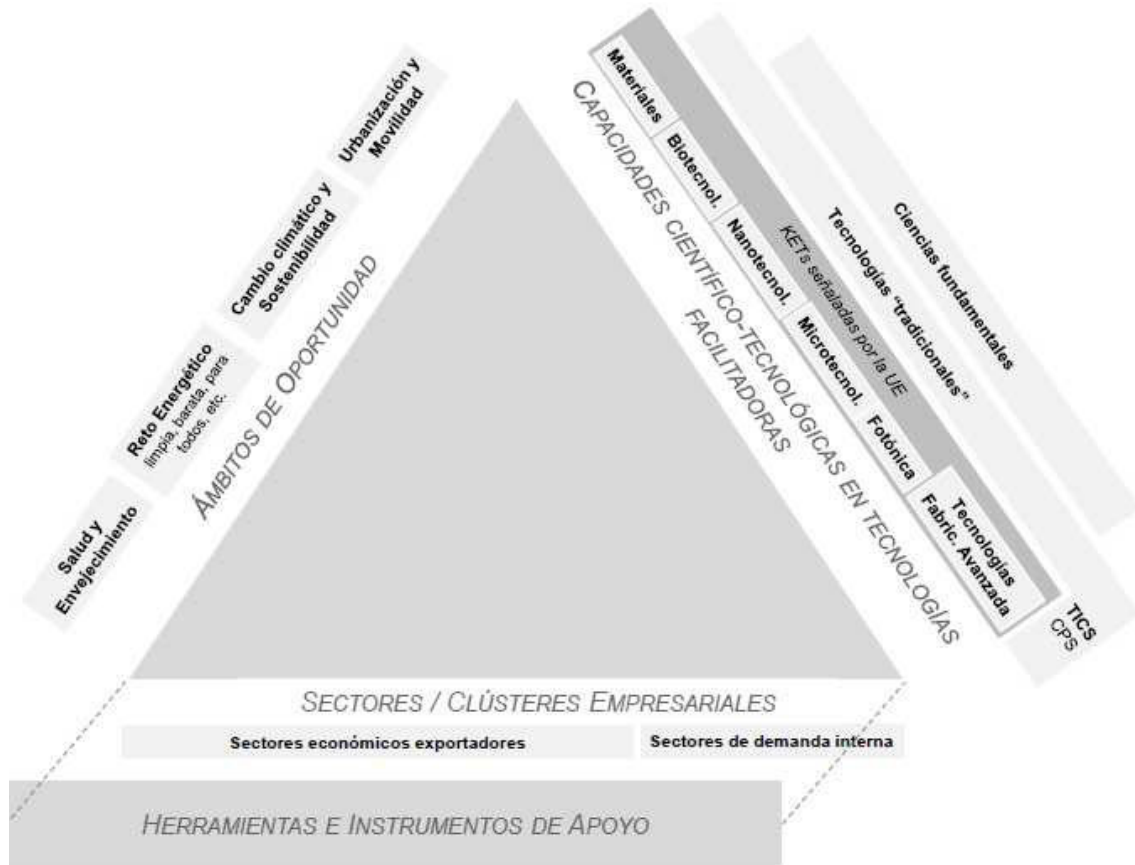 Urbanización y
Movilidad
Cambio climático y
Sostenibilidad
Reto Energético
limpia, barata, para
todos, etc.
Salud y
Envejecimiento
ÁMBITOS DE OPORTUNIDAD
CAPACIDADES CIENTÍFICO-TECNOLÓGICAS EN TECNOLOGÍAS
FACILITADORAS
Materiales
Biotecnol.
Nanotecnol.
Microtecnol.
Fotónica
Tecnologías
Fabric. Avanzada
KETs señaladas por la UE
Tecnologías "tradicionales"
TICS
CPS
Ciencias fundamentales
SECTORES / CLÚSTERES EMPRESARIALES
Sectores económicos exportadores
Sectores de demanda interna
HERRAMIENTAS E INSTRUMENTOS DE APOYO